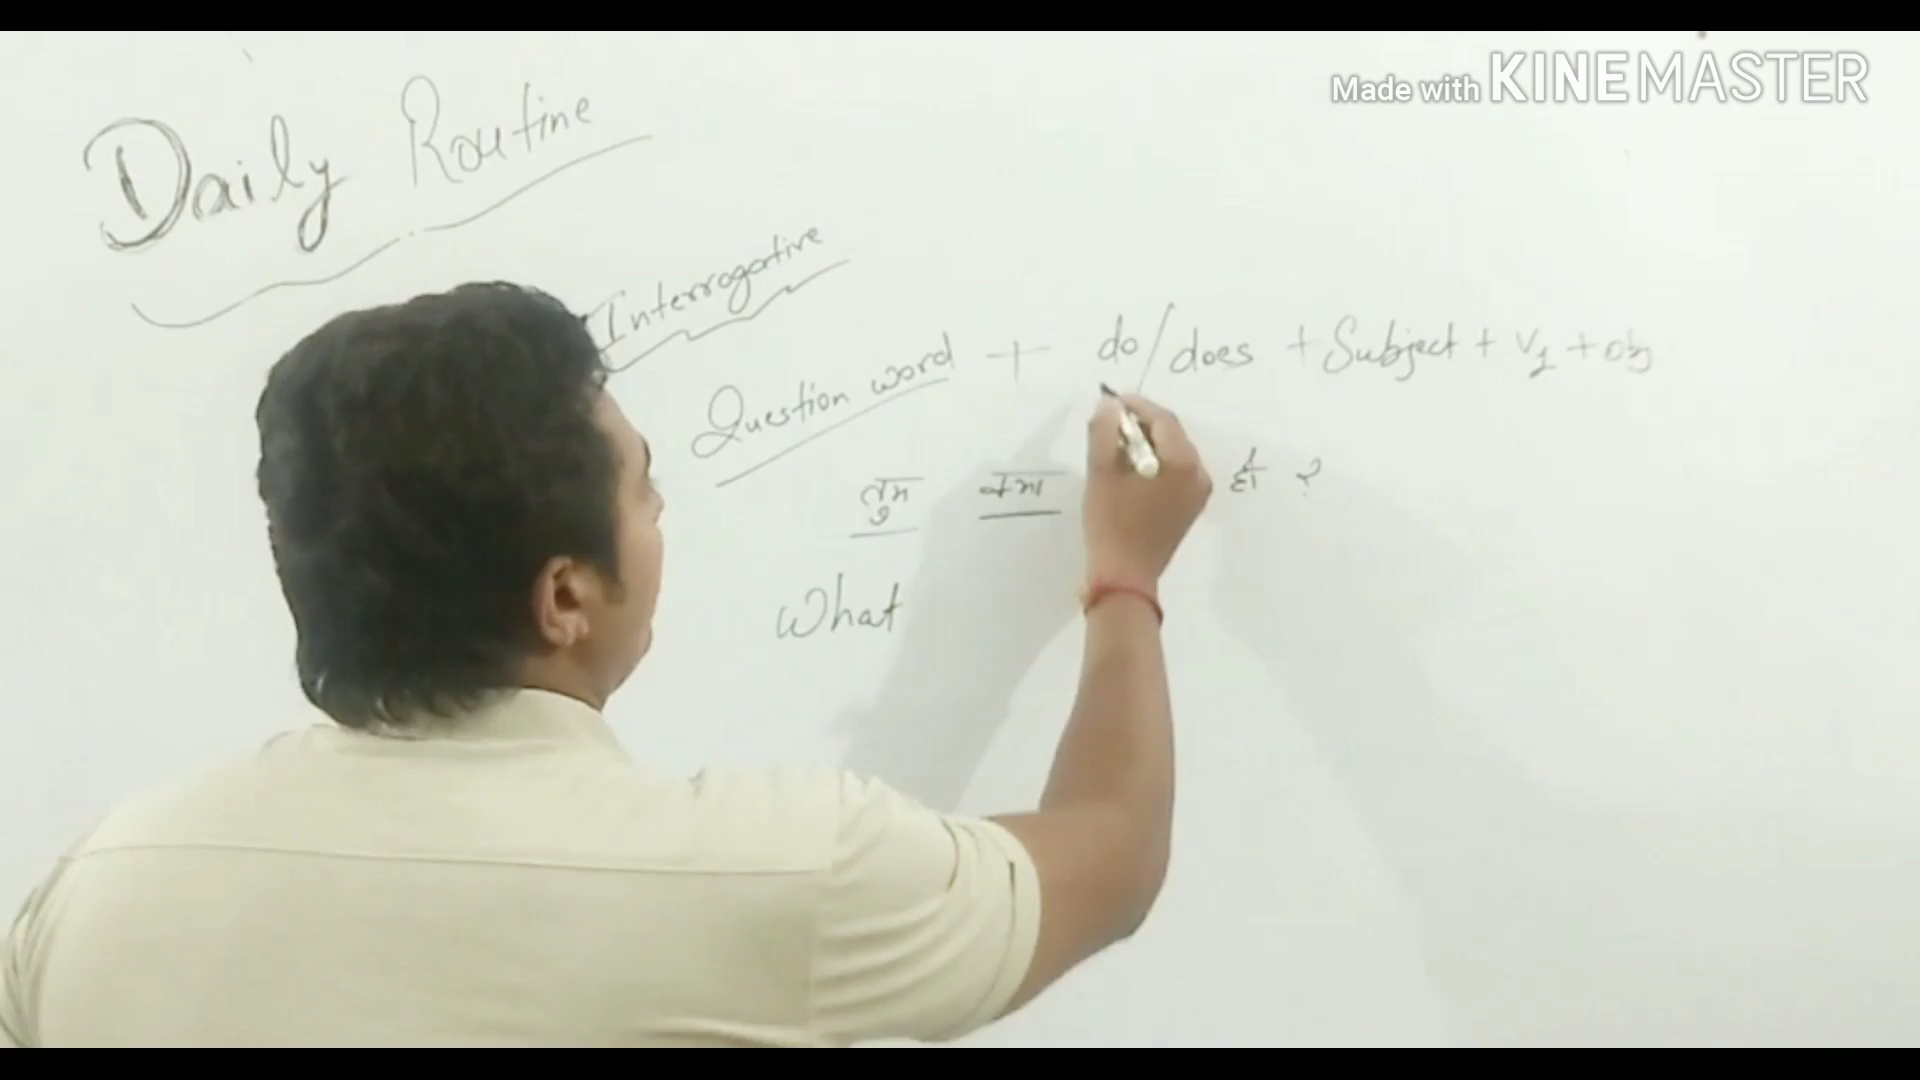 Made with KINEMASTER
Daily Routine
Interrogative
Question word + do/does + Subject + V1 + obj
तुम क्या हो ?
What